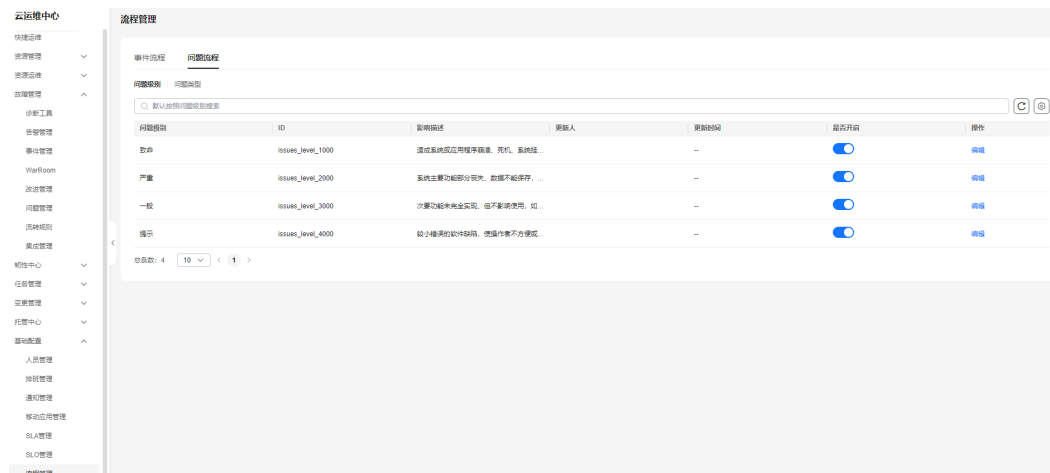 云运维中心
快捷运维
资源管理
资源运维
故障管理
诊断工具
告警管理
事件管理
WarRoom
改进管理
问题管理
流转规则
集成管理
韧性中心
任务管理
变更管理
托管中心
基础配置
人员管理
排班管理
通知管理
移动应用管理
SLA管理
SLO管理
流程管理
流程管理
事件流程 问题流程
问题级别 问题类型
默认按照问题级别搜索
问题级别 ID 影响描述 更新人 更新时间 是否开启 操作
致命 issues_level_1000 造成系统或应用程序崩溃、死机、系统挂... -- 编辑
严重 issues_level_2000 系统主要功能部分丧失、数据不能保存，... -- 编辑
一般 issues_level_3000 次要功能未完全实现、但不影响使用，如... -- 编辑
提示 issues_level_4000 较小错误的软件缺陷，使操作者不方便或... -- 编辑
总条数：4 10 1